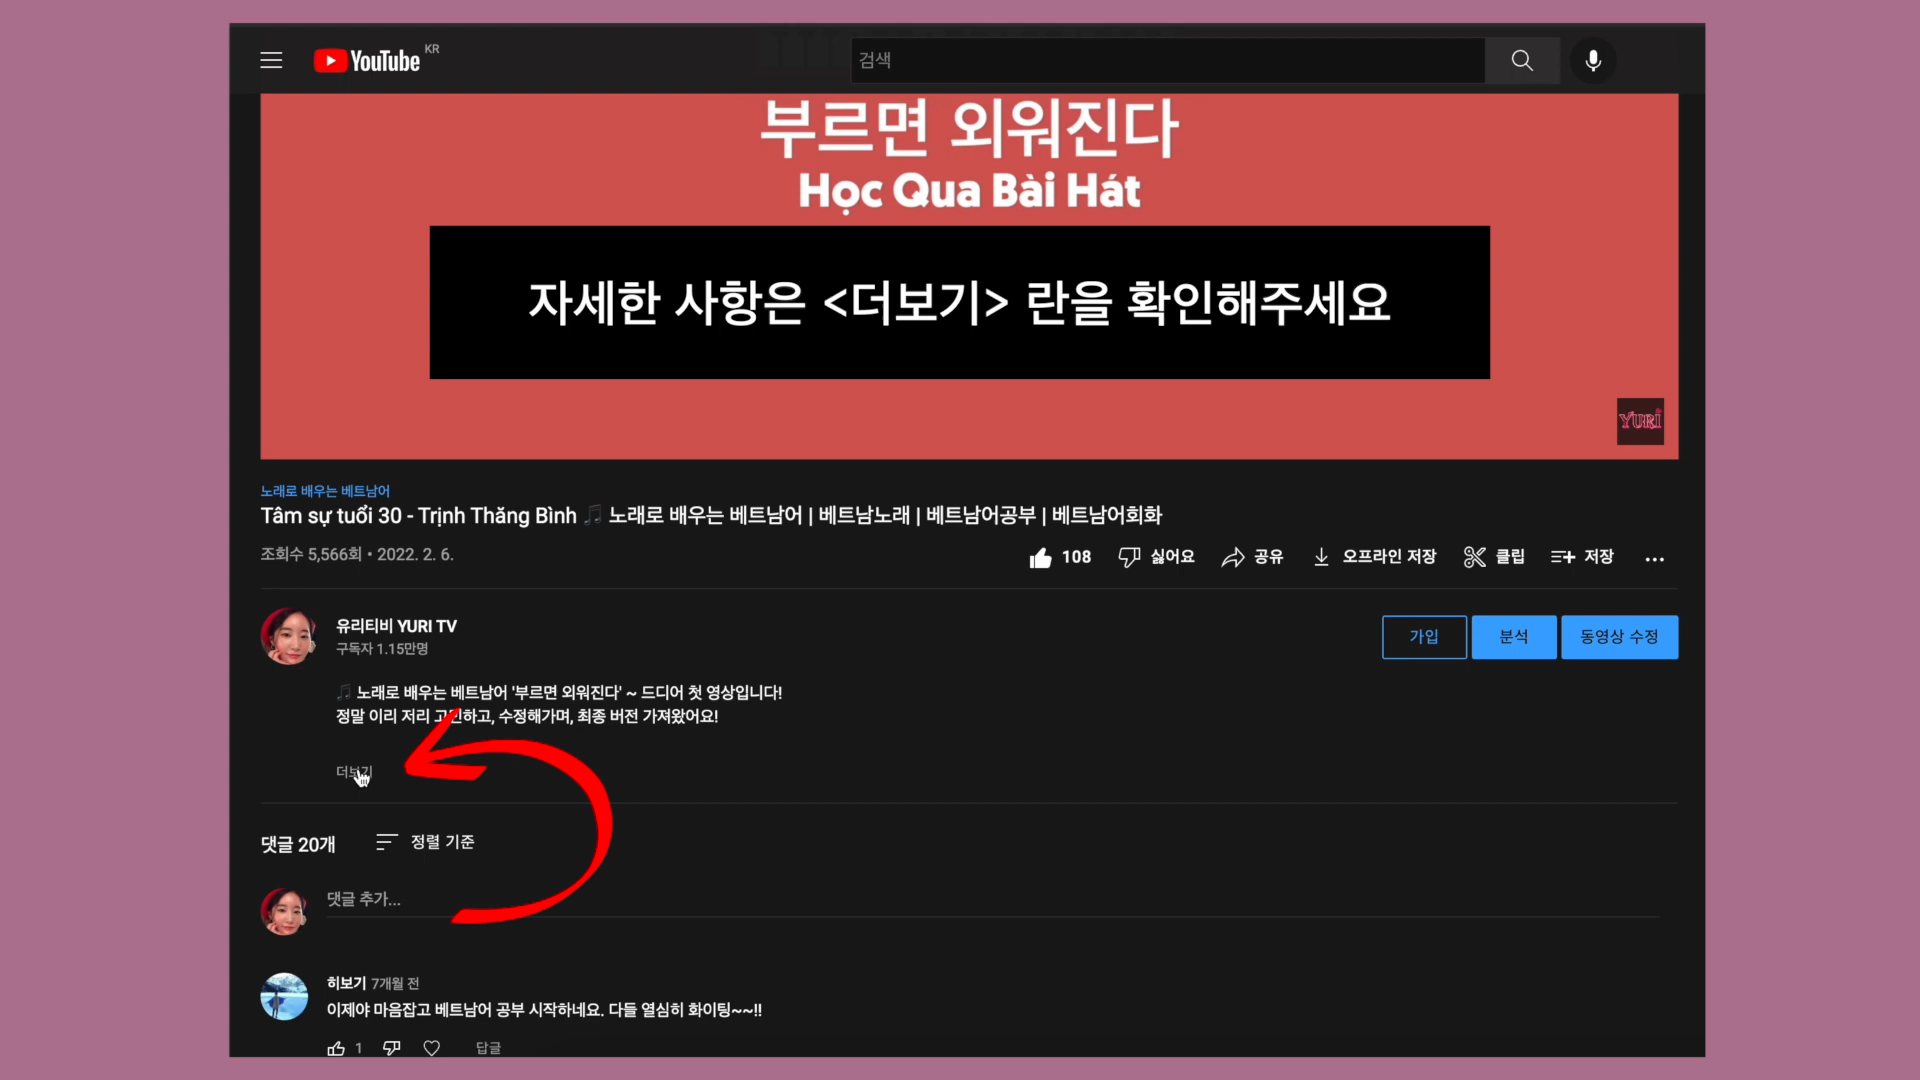 YouTube KR
검색
부르면 외워진다
Học Qua Bài Hát
자세한 사항은 <더보기> 란을 확인해주세요
YURI
노래로 배우는 베트남어
Tâm sự tuổi 30 - Trịnh Thăng Bình 🎵 노래로 배우는 베트남어 | 베트남노래 | 베트남어공부 | 베트남어회화
조회수 5,566회 • 2022. 2. 6.
108 싫어요 공유 오프라인 저장 클립 저장 ...
유리티비 YURI TV
구독자 1.15만명
가입 분석 동영상 수정
🎵 노래로 배우는 베트남어 '부르면 외워진다' ~ 드디어 첫 영상입니다!
정말 이리 저리 고민하고, 수정해가며, 최종 버전 가져왔어요!
더보기
댓글 20개 정렬 기준
댓글 추가...
히보기 7개월 전
이제야 마음잡고 베트남어 공부 시작하네요. 다들 열심히 화이팅~~!!
1 답글